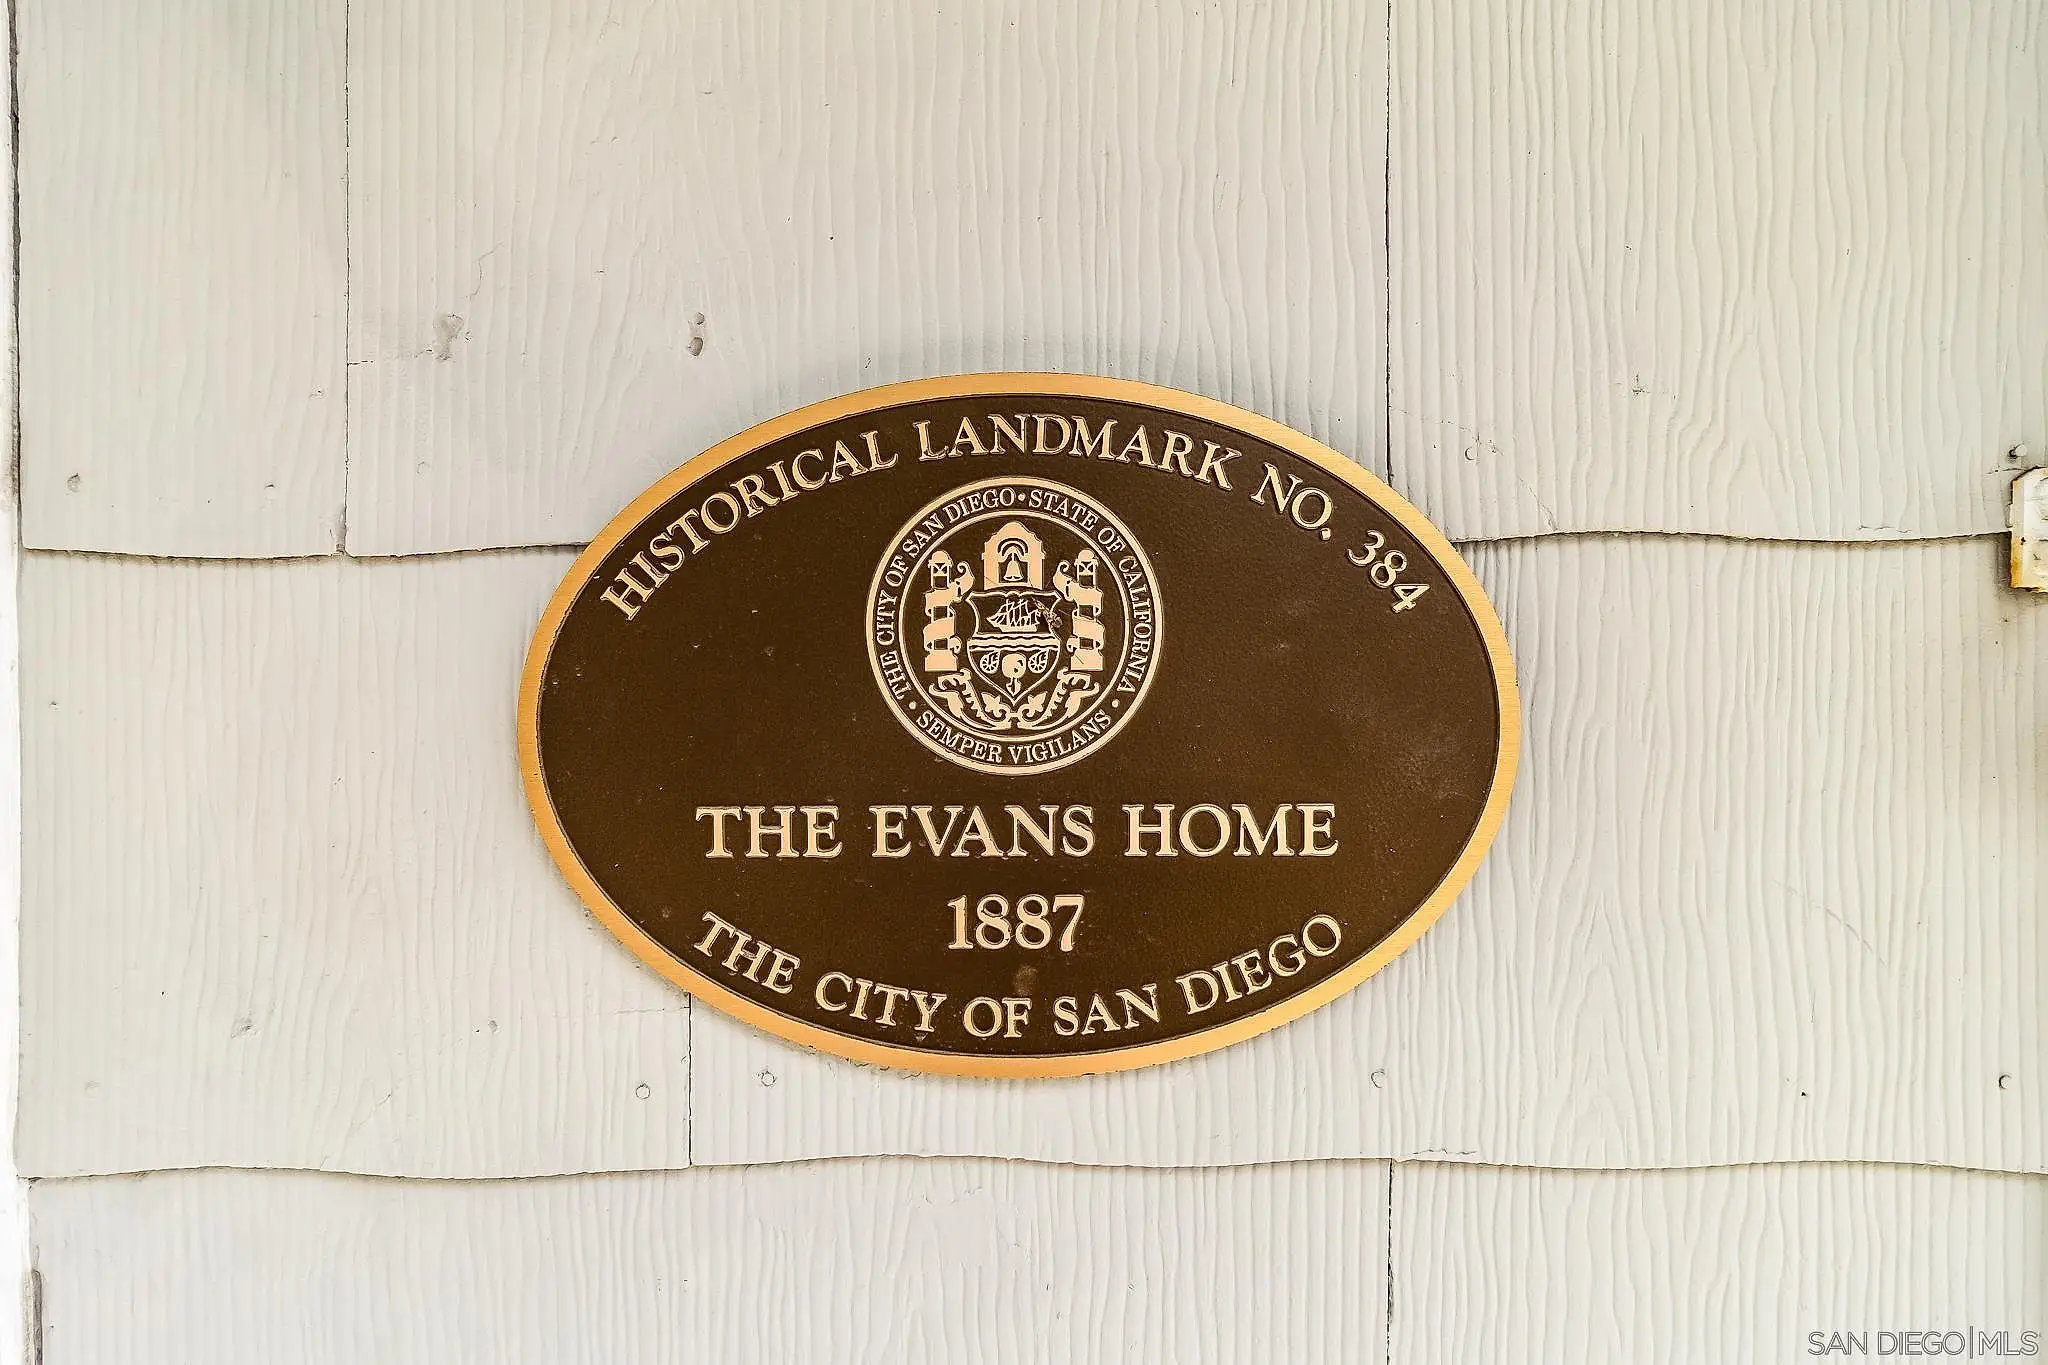 HISTORICAL LANDMARK NO. 384
THE CITY OF SAN DIEGO • STATE OF CALIFORNIA •
SEMPER VIGILANS •
THE EVANS HOME
1887
THE CITY OF SAN DIEGO
SAN DIEGO|MLS